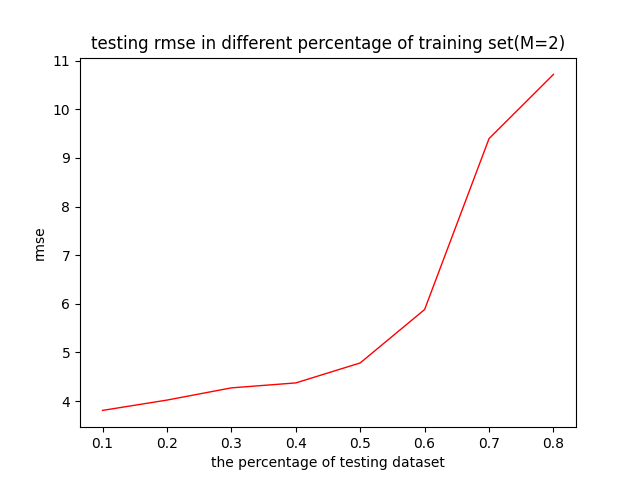 testing rmse in different percentage of training set(M=2)
11
10
9
8
7
6
5
4
rmse
0.1 0.2 0.3 0.4 0.5 0.6 0.7 0.8
the percentage of testing dataset